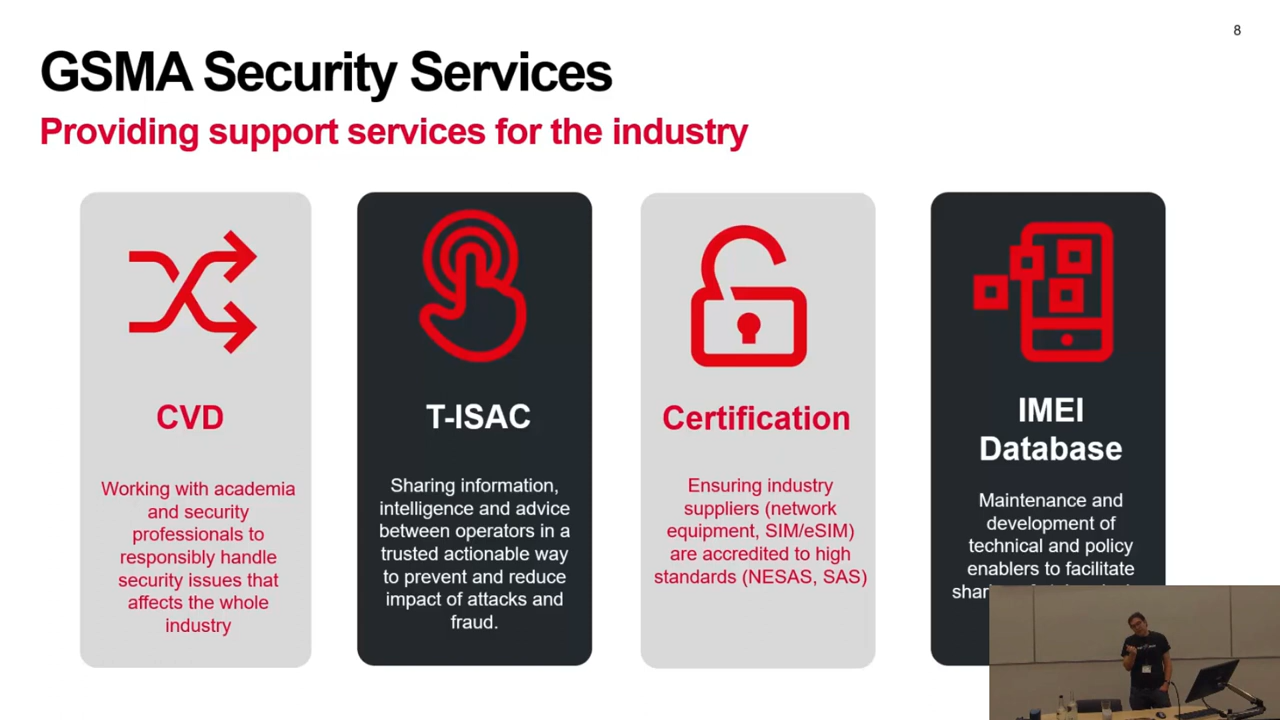 8
GSMA Security Services
Providing support services for the industry
CVD
Working with academia
and security
professionals to
responsibly handle
security issues that
affects the whole
industry
T-ISAC
Sharing information,
intelligence and advice
between operators in a
trusted actionable way
to prevent and reduce
impact of attacks and
fraud.
Certification
Ensuring industry
suppliers (network
equipment, SIM/eSIM)
are accredited to high
standards (NESAS, SAS)
IMEI
Database
Maintenance and
development of
technical and policy
enablers to facilitate